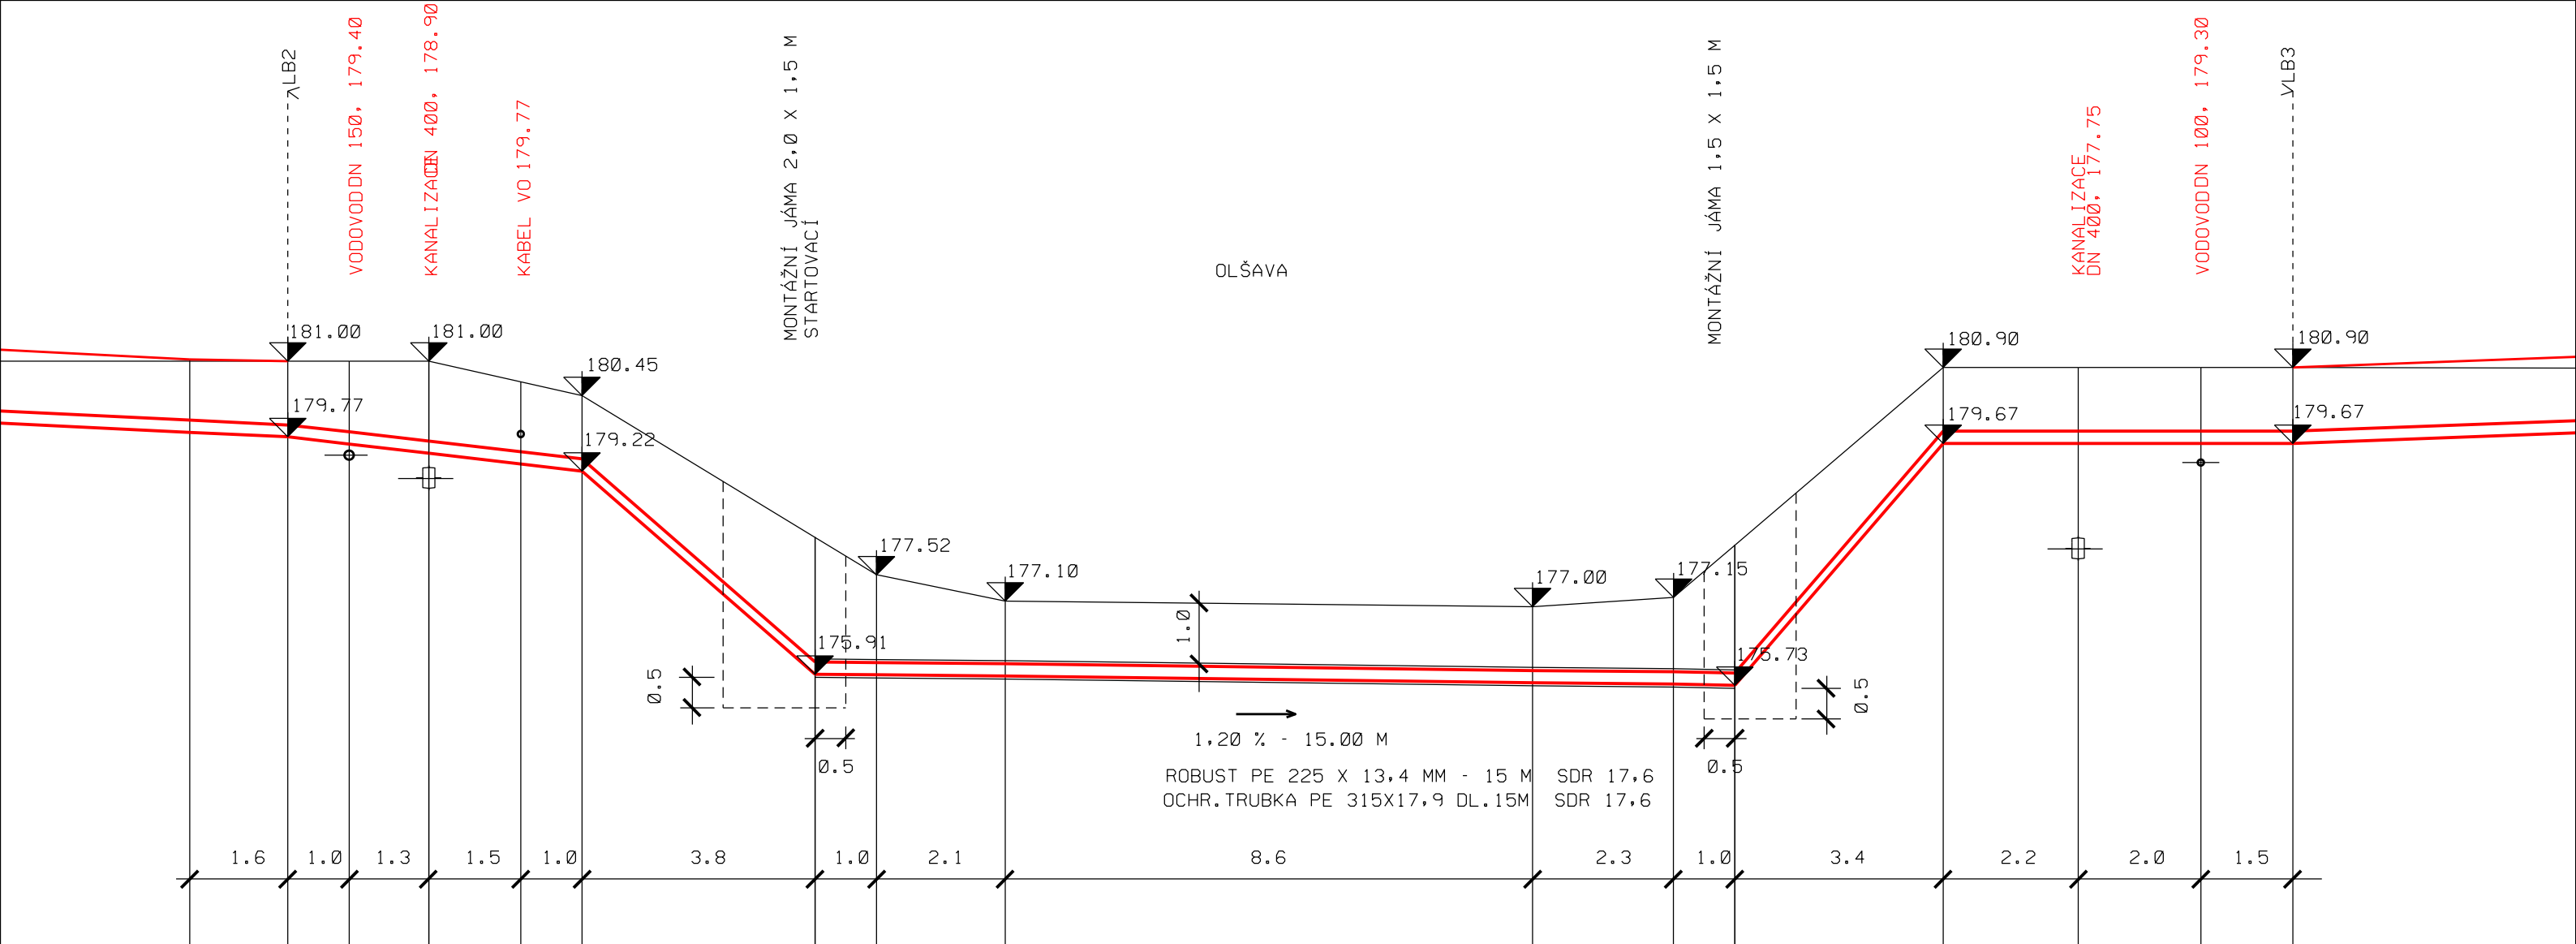 VLB2
VODOVOD DN 150, 179.40
KANALIZACE DN 400, 178.90
KABEL VO 179.77
MONTÁŽNÍ JÁMA 2,0 X 1,5 M
STARTOVACÍ
OLŠAVA
MONTÁŽNÍ JÁMA 1,5 X 1,5 M
KANALIZACE
DN 400, 177.75
VODOVOD DN 100, 179.30
VLB3
181.00
181.00
180.45
180.90
180.90
179.77
179.22
179.67
179.67
177.52
177.10
177.00
177.15
1.0
175.91
175.73
0.5
0.5
1,20 % - 15.00 M
0.5
0.5
ROBUST PE 225 X 13,4 MM - 15 M SDR 17,6
OCHR.TRUBKA PE 315X17,9 DL.15M SDR 17,6
1.6 1.0 1.3 1.5 1.0 3.8 1.0 2.1 8.6 2.3 1.0 3.4 2.2 2.0 1.5